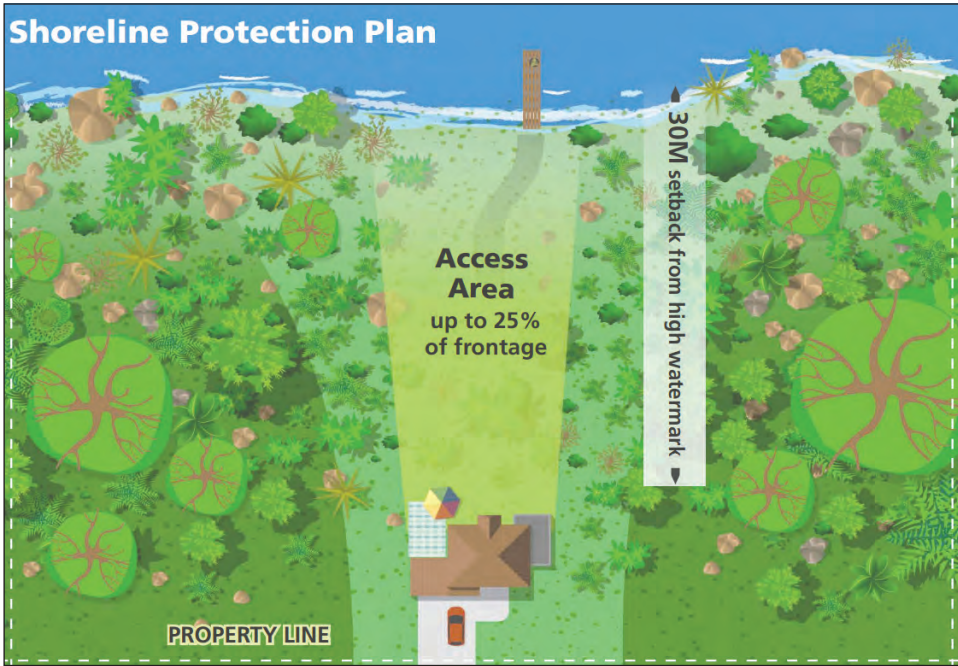 Shoreline Protection Plan
Access
Area
up to 25%
of frontage
30M setback from high watermark
PROPERTY LINE